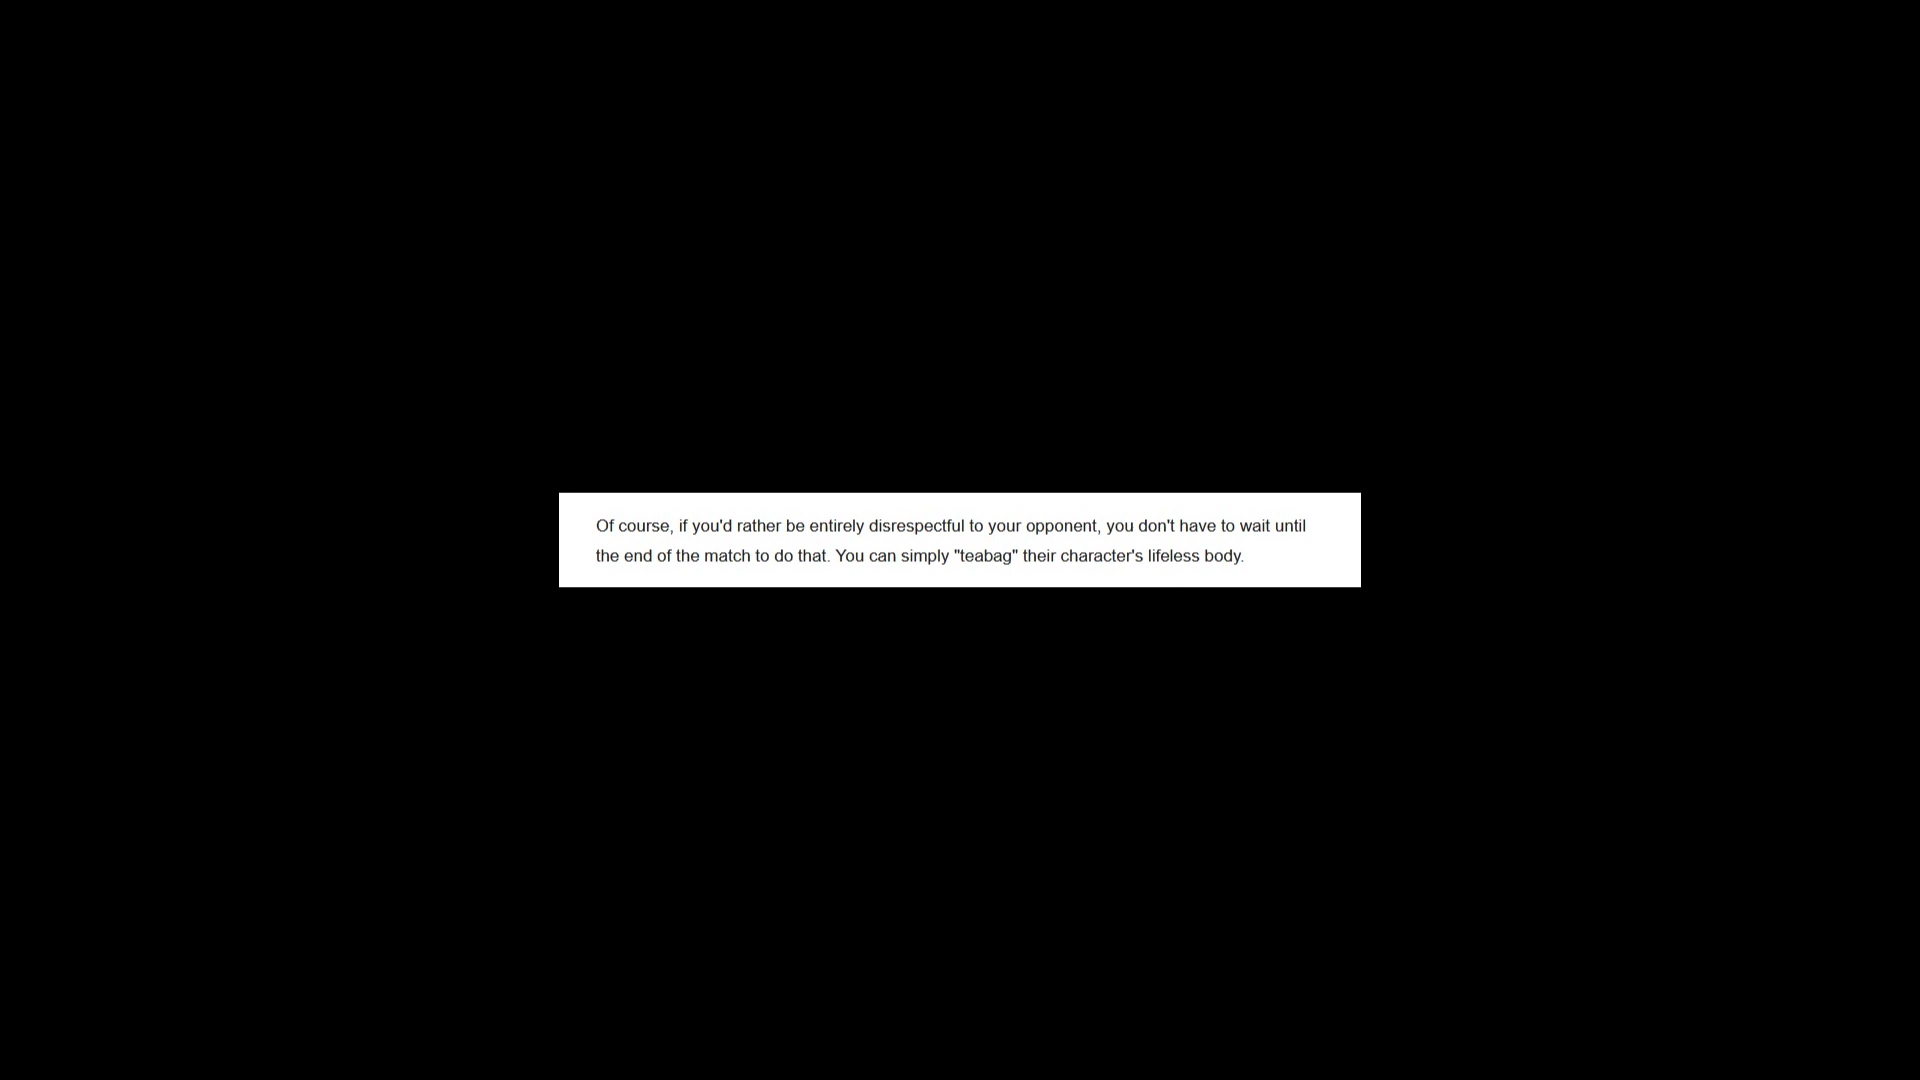 Of course, if you'd rather be entirely disrespectful to your opponent, you don't have to wait until
the end of the match to do that. You can simply "teabag" their character's lifeless body.